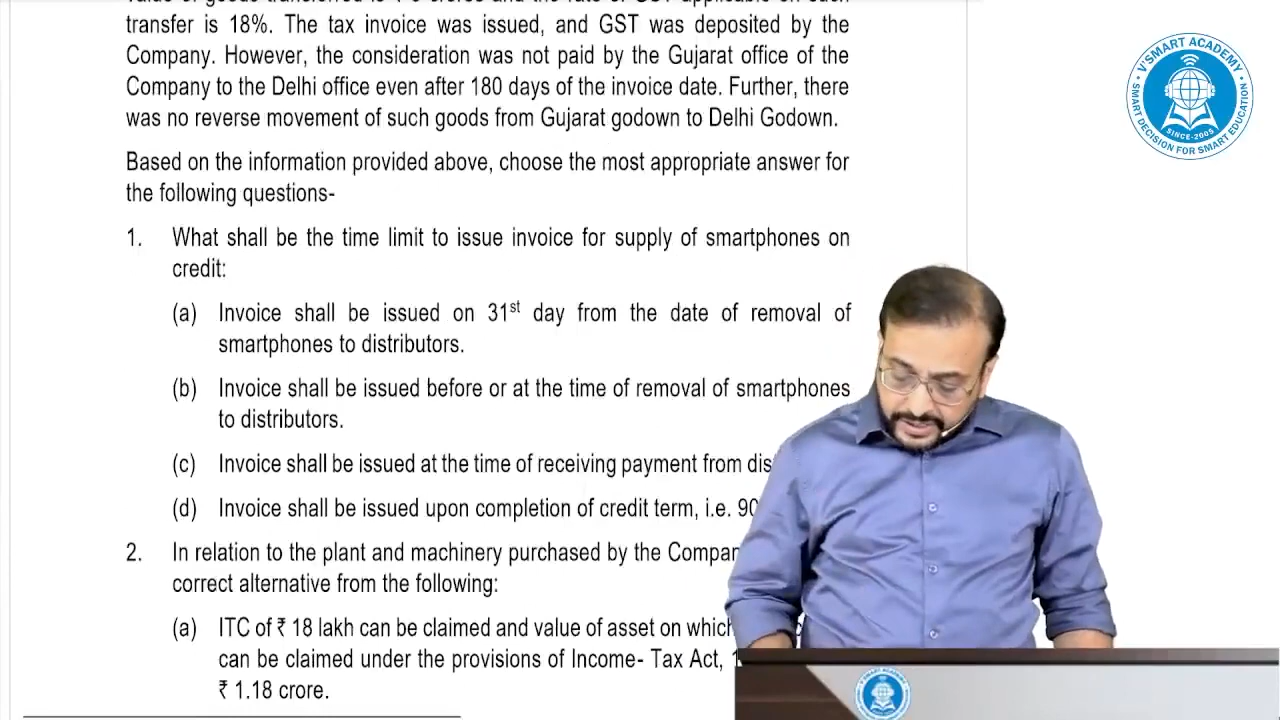 transfer is 18%. The tax invoice was issued, and GST was deposited by the
Company. However, the consideration was not paid by the Gujarat office of the
Company to the Delhi office even after 180 days of the invoice date. Further, there
was no reverse movement of such goods from Gujarat godown to Delhi Godown.
Based on the information provided above, choose the most appropriate answer for
the following questions-
1. What shall be the time limit to issue invoice for supply of smartphones on
credit:
(a) Invoice shall be issued on 31st day from the date of removal of
smartphones to distributors.
(b) Invoice shall be issued before or at the time of removal of smartphones
to distributors.
(c) Invoice shall be issued at the time of receiving payment from dis
(d) Invoice shall be issued upon completion of credit term, i.e. 90
2. In relation to the plant and machinery purchased by the Compan
correct alternative from the following:
(a) ITC of ₹ 18 lakh can be claimed and value of asset on which
can be claimed under the provisions of Income- Tax Act, 1
₹ 1.18 crore.
V'SMART ACADEMY
SINCE-2005
SMART DECISION FOR SMART EDUCATION
V'SMART ACADEMY